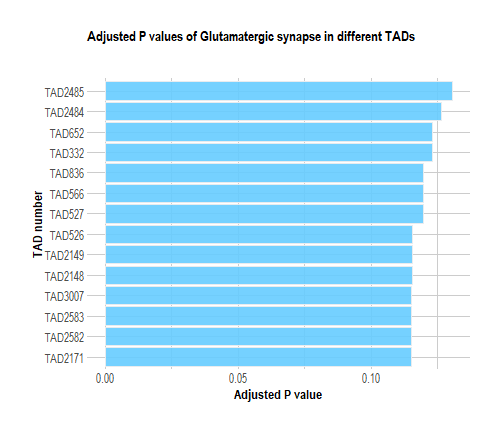 Adjusted P values of Glutamatergic synapse in different TADs
TAD number
TAD2485
TAD2484
TAD652
TAD332
TAD836
TAD566
TAD527
TAD526
TAD2149
TAD2148
TAD3007
TAD2583
TAD2582
TAD2171
0.00 0.05 0.10
Adjusted P value